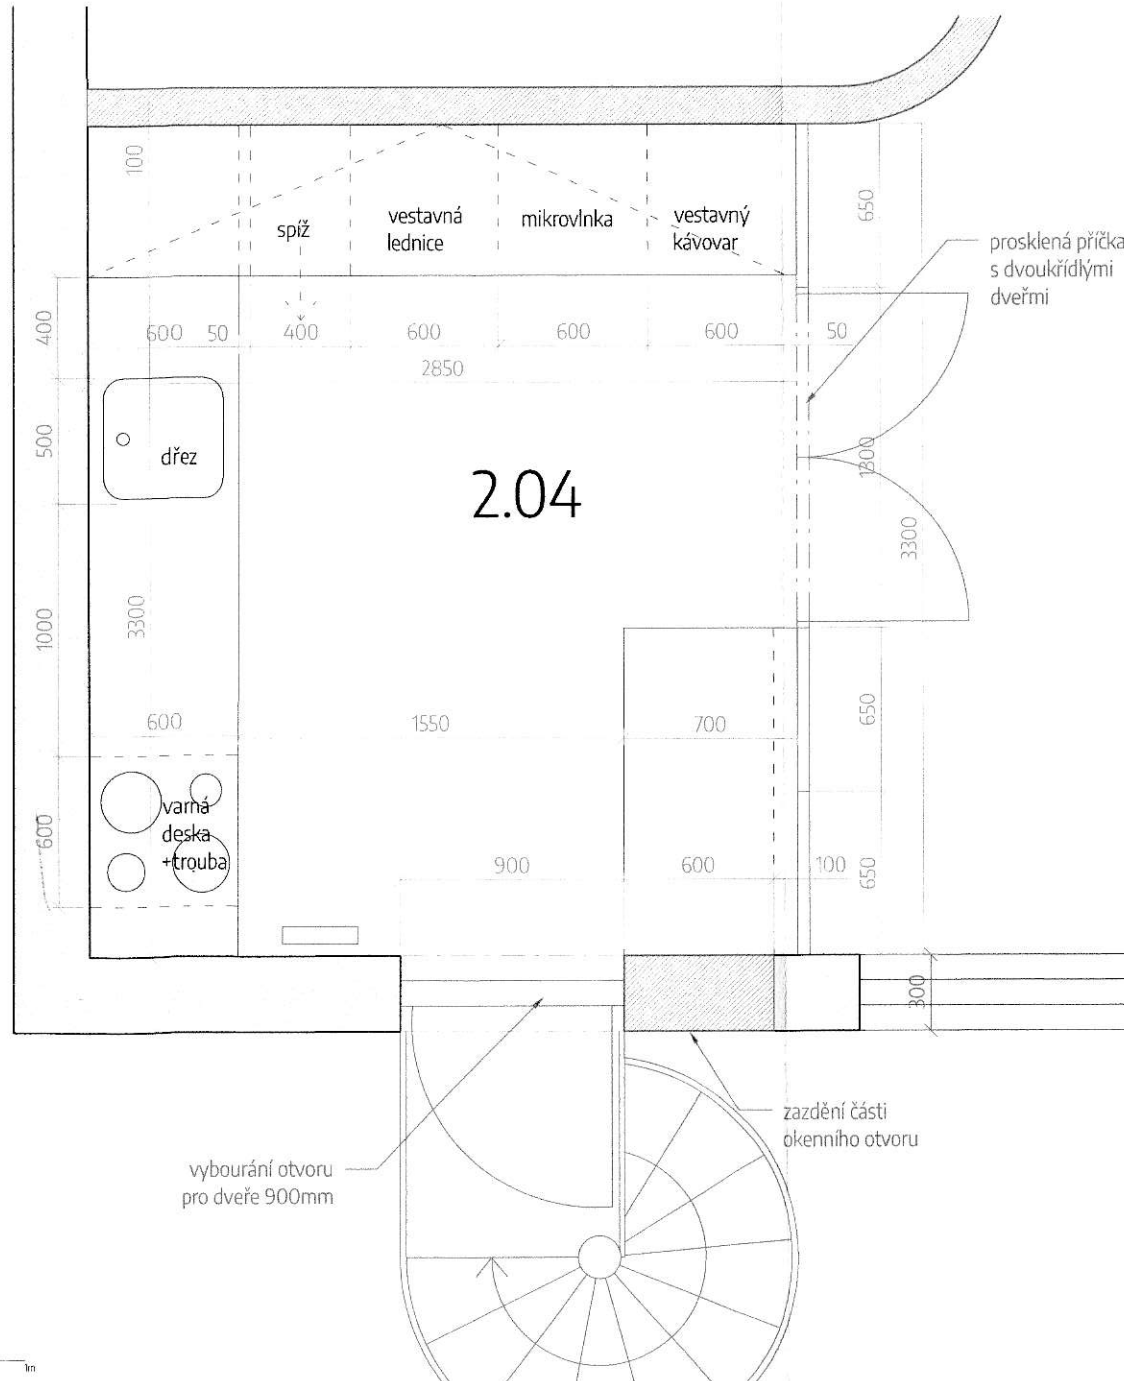 100
650
spíž
vestavná
lednice
mikrovlnka
vestavný
kávovar
prosklená příčka
s dvoukřídlými
dveřmi
400
600 50 400 600 600 600 50
2850
500
dřez
2.04
1300
3300
1000
3300
600 1550 700
650
600
varná
deska
+trouba
900 600 100
650
300
zazdění části
okenního otvoru
vybourání otvoru
pro dveře 900mm
1m